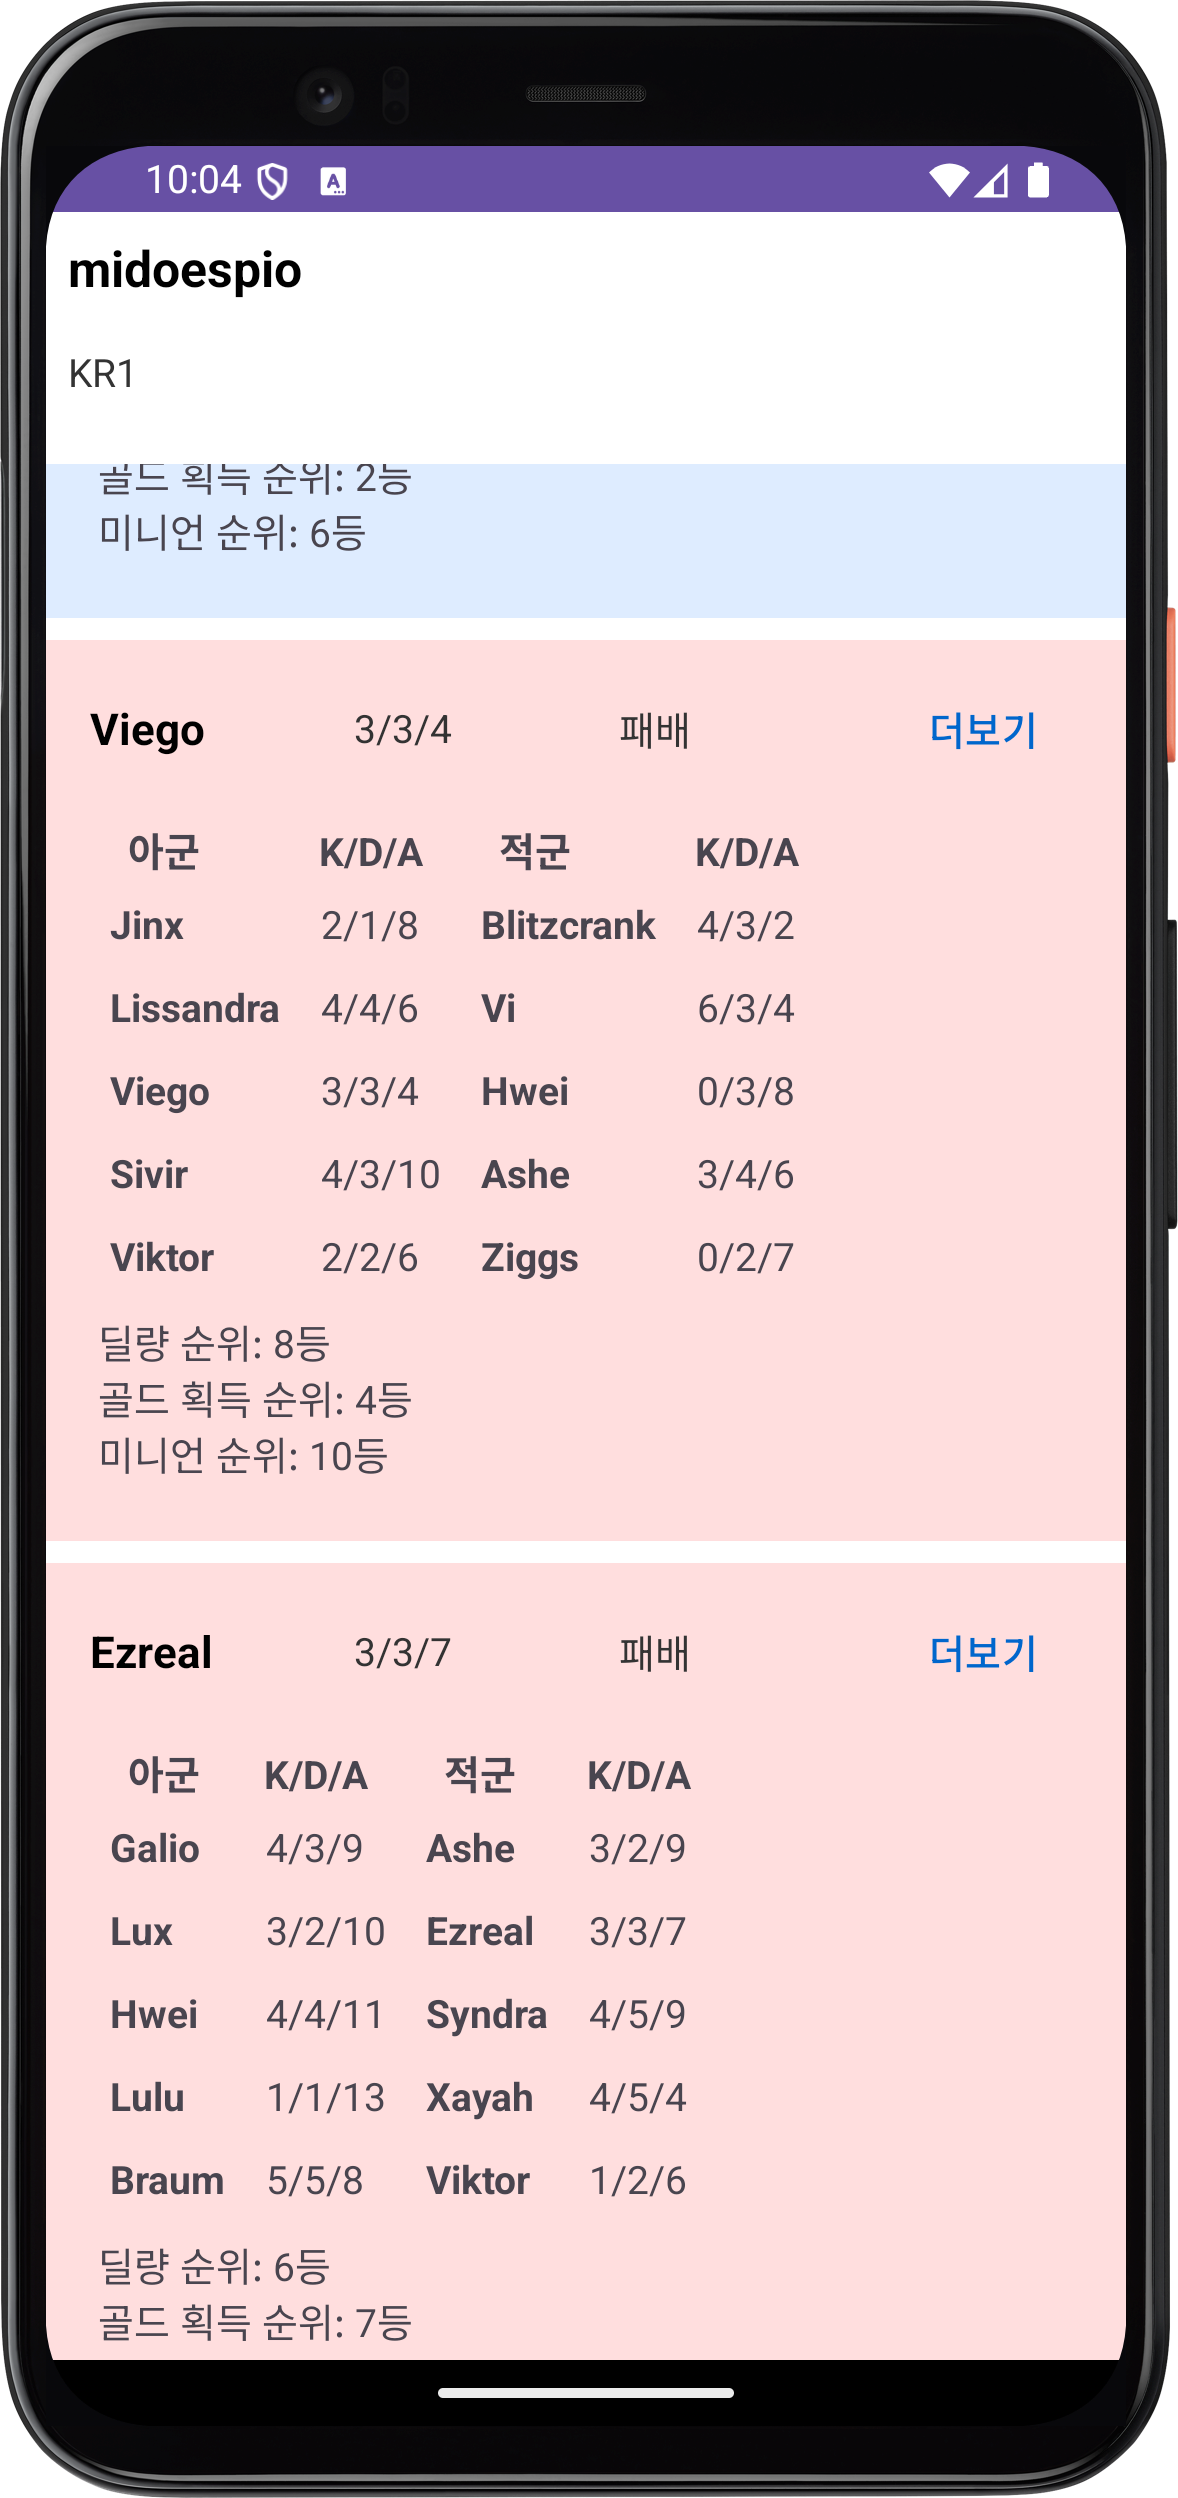 10:04
midoespio
KR1
골드 획득 순위: 2등
미니언 순위: 6등
Viego 3/3/4 패배 더보기
아군 K/D/A 적군 K/D/A
Jinx 2/1/8 Blitzcrank 4/3/2
Lissandra 4/4/6 Vi 6/3/4
Viego 3/3/4 Hwei 0/3/8
Sivir 4/3/10 Ashe 3/4/6
Viktor 2/2/6 Ziggs 0/2/7
딜량 순위: 8등
골드 획득 순위: 4등
미니언 순위: 10등
Ezreal 3/3/7 패배 더보기
아군 K/D/A 적군 K/D/A
Galio 4/3/9 Ashe 3/2/9
Lux 3/2/10 Ezreal 3/3/7
Hwei 4/4/11 Syndra 4/5/9
Lulu 1/1/13 Xayah 4/5/4
Braum 5/5/8 Viktor 1/2/6
딜량 순위: 6등
골드 획득 순위: 7등